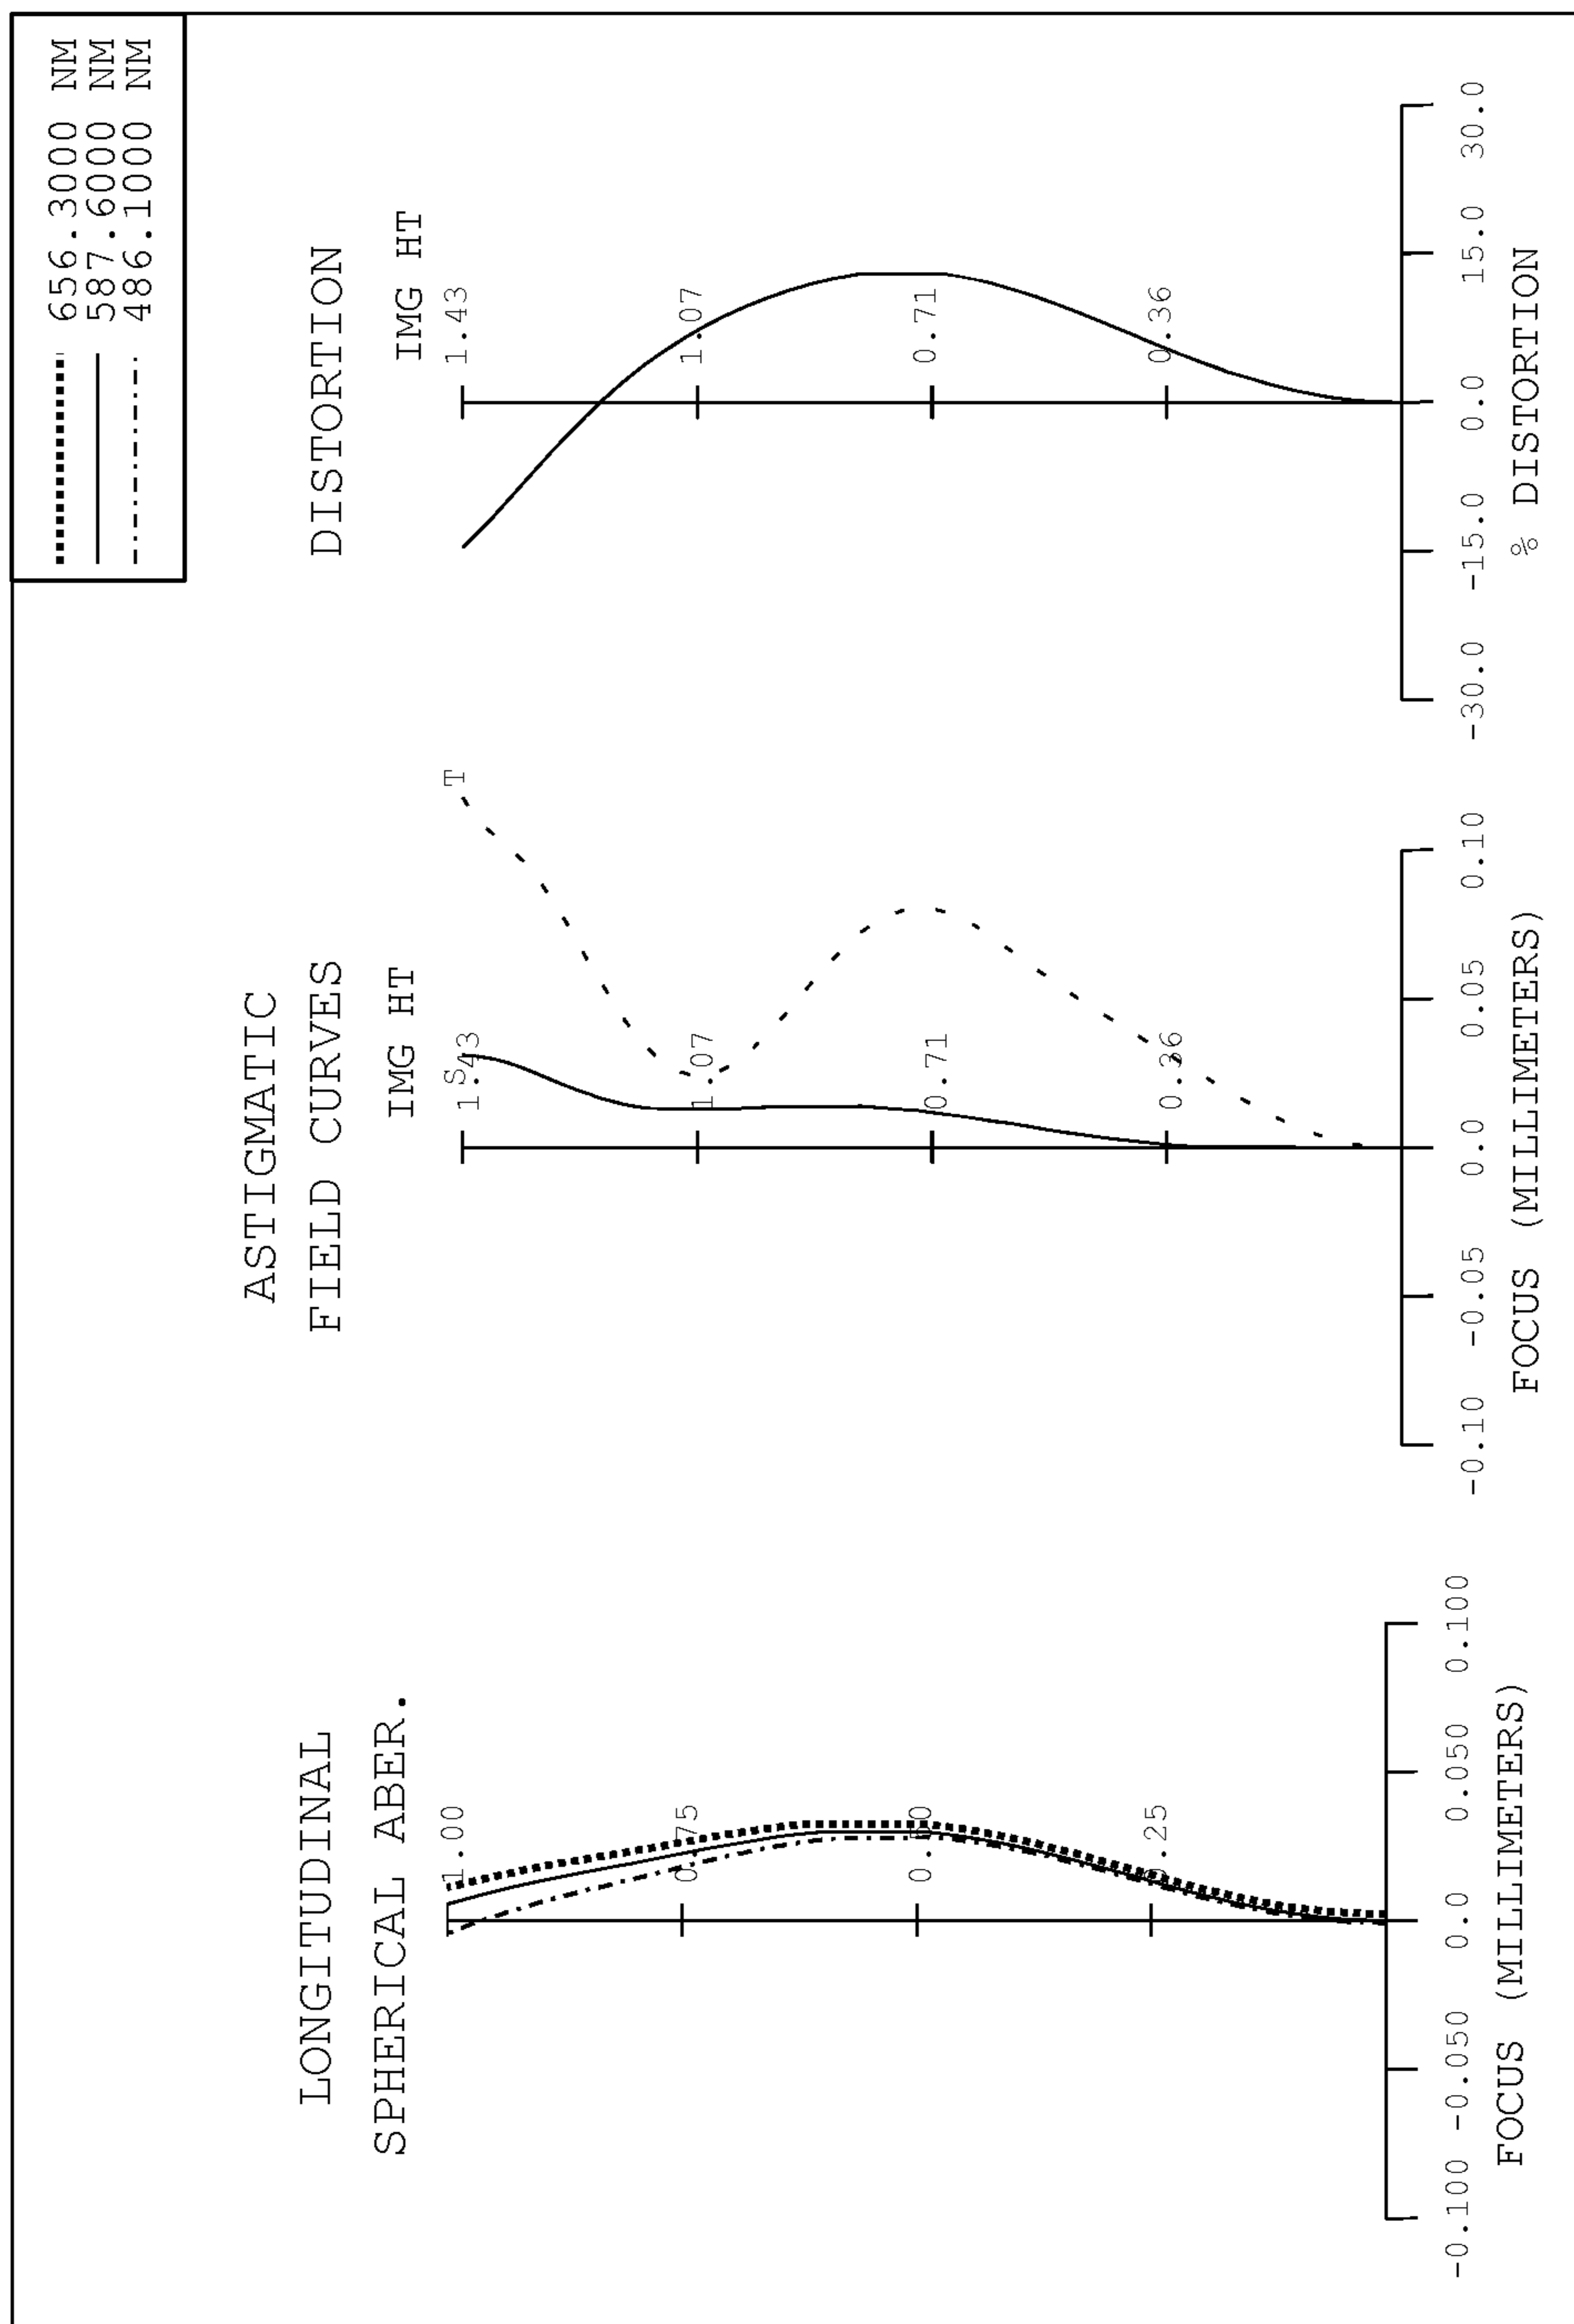 656.3000 NM
587.6000 NM
486.1000 NM
LONGITUDINAL
SPHERICAL ABER.
1.00
0.75
0.50
0.25
-0.100 -0.050 0.0 0.050 0.100
FOCUS (MILLIMETERS)
ASTIGMATIC
FIELD CURVES
IMG HT
S T
1.43
1.07
0.71
0.36
-0.10 -0.05 0.0 0.05 0.10
FOCUS (MILLIMETERS)
DISTORTION
IMG HT
1.43
1.07
0.71
0.36
-30.0 -15.0 0.0 15.0 30.0
% DISTORTION